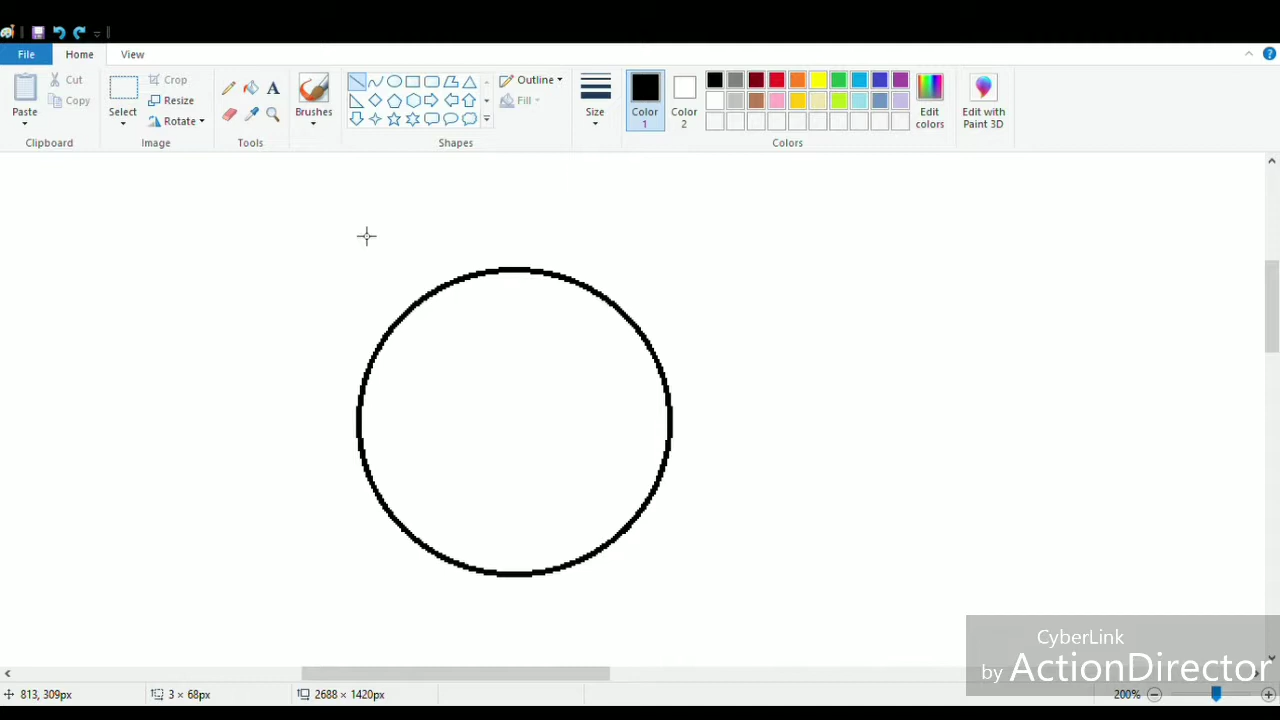 File Home View
Paste Cut Copy
Clipboard
Select Crop Resize Rotate
Image
Tools
Brushes
Shapes
Outline Fill
Size
Color 1
Color 2
Colors
Edit colors
Edit with Paint 3D
CyberLink
by ActionDirector
813, 309px 3 × 68px 2688 × 1420px 200%